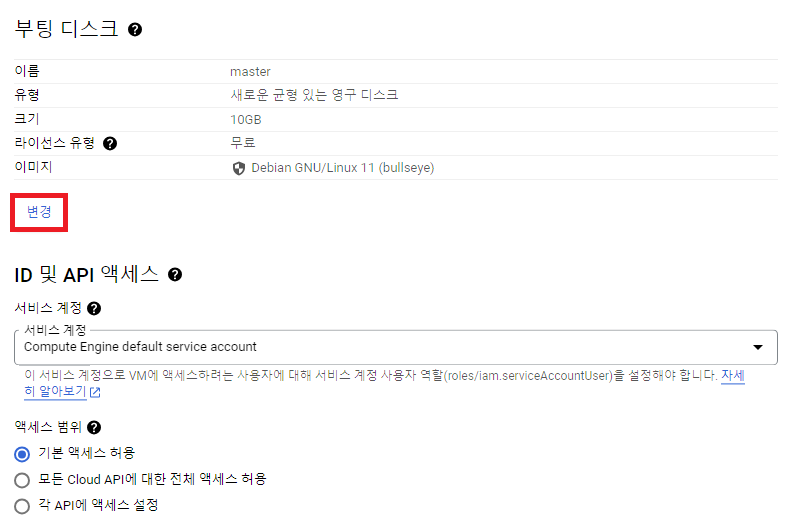 부팅 디스크
이름 master
유형 새로운 균형 있는 영구 디스크
크기 10GB
라이선스 유형 무료
이미지 Debian GNU/Linux 11 (bullseye)
변경
ID 및 API 액세스
서비스 계정
서비스 계정
Compute Engine default service account
이 서비스 계정으로 VM에 액세스하려는 사용자에 대해 서비스 계정 사용자 역할(roles/iam.serviceAccountUser)을 설정해야 합니다. 자세
히 알아보기
액세스 범위
기본 액세스 허용
모든 Cloud API에 대한 전체 액세스 허용
각 API에 액세스 설정